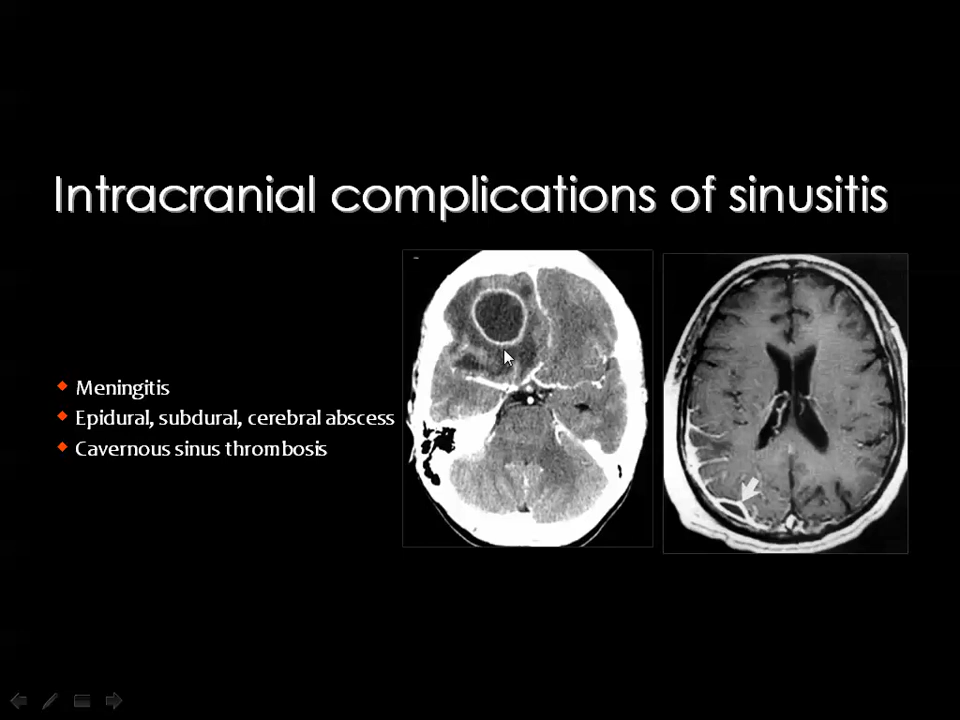 Intracranial complications of sinusitis
Meningitis
Epidural, subdural, cerebral abscess
Cavernous sinus thrombosis